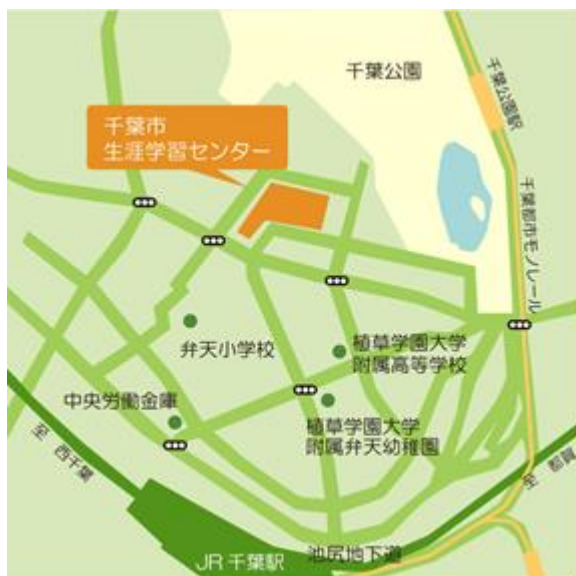 千葉公園
千葉公園駅
千葉市
生涯学習センター
千葉都市モノレール
弁天小学校
植草学園大学
附属高等学校
中央労働金庫
植草学園大学
附属弁天幼稚園
至 西千葉
至 都賀
JR 千葉駅
池尻地下道